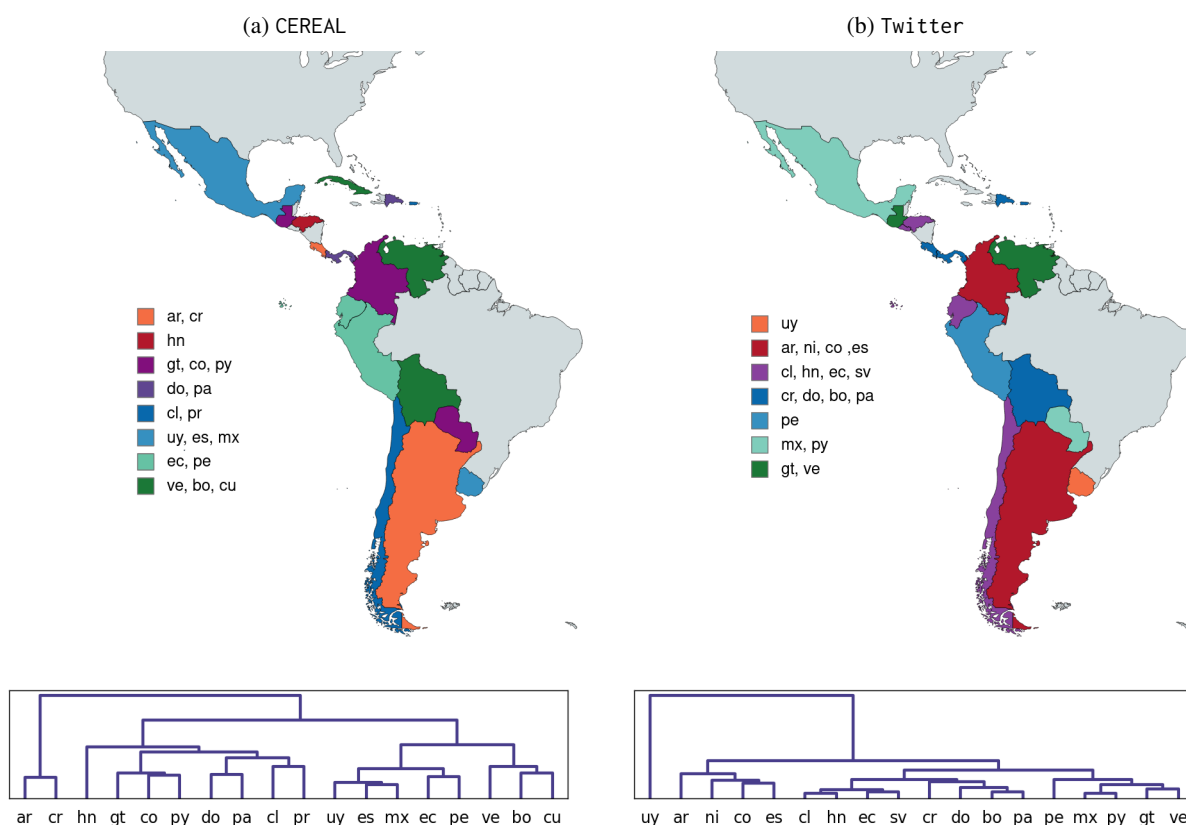 (a) CEREAL
(b) Twitter
ar, cr
hn
gt, co, py
do, pa
cl, pr
uy, es, mx
ec, pe
ve, bo, cu
uy
ar, ni, co ,es
cl, hn, ec, sv
cr, do, bo, pa
pe
mx, py
gt, ve
ar cr hn gt co py do pa cl pr uy es mx ec pe ve bo cu
uy ar ni co es cl hn ec sv cr do bo pa pe mx py gt ve